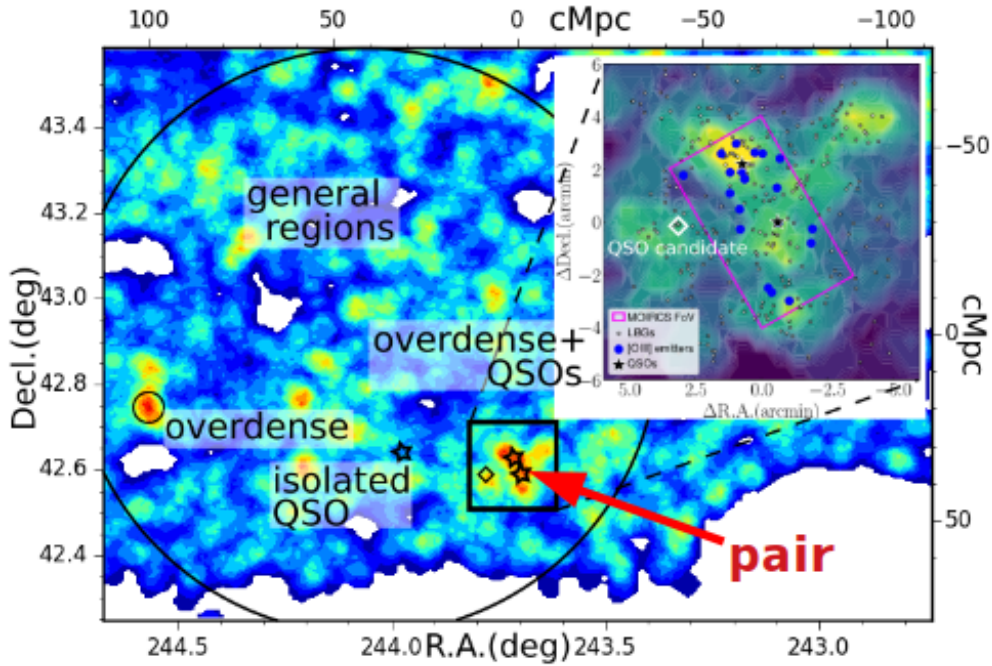 100 50 0 cMpc −50 −100
43.4
43.2
43.0
42.8
42.6
42.4
Decl.(deg)
general
regions
overdense+
QSOs
overdense
isolated
QSO
pair
6
4
2
0
−2
−4
−6
ΔDecl.(arcmin)
QSO candidate
MOIRCS FoV
LBGs
[OIII] emitters
QSOs
5.0 2.5 0.0 −2.5 −5.0
ΔR.A.(arcmin)
−50
0
50
cMpc
244.5 244.0 R.A.(deg) 243.5 243.0